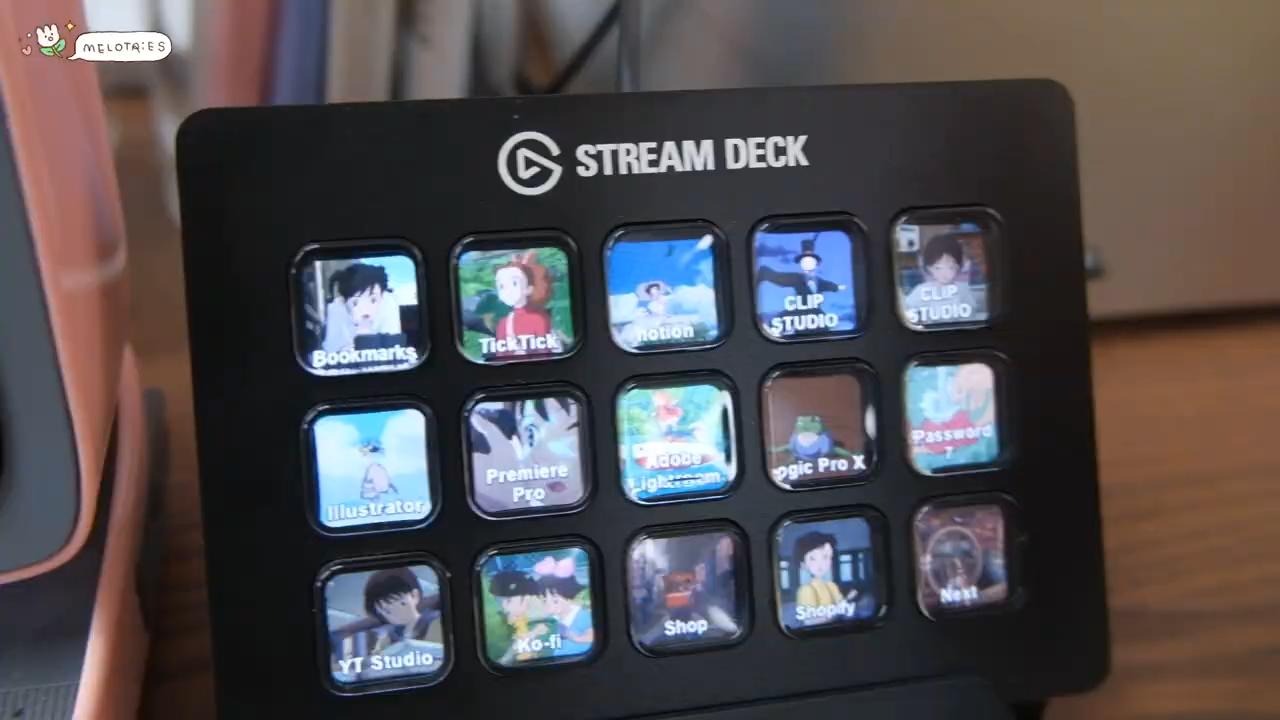 MELOTRIES
STREAM DECK
Bookmarks
TickTick
notion
CLIP
STUDIO
CLIP
STUDIO
Illustrator
Premiere
Pro
Adobe
Lightroom
ogic Pro X
Password
7
YT Studio
Ko-fi
Shop
Shopify
Next